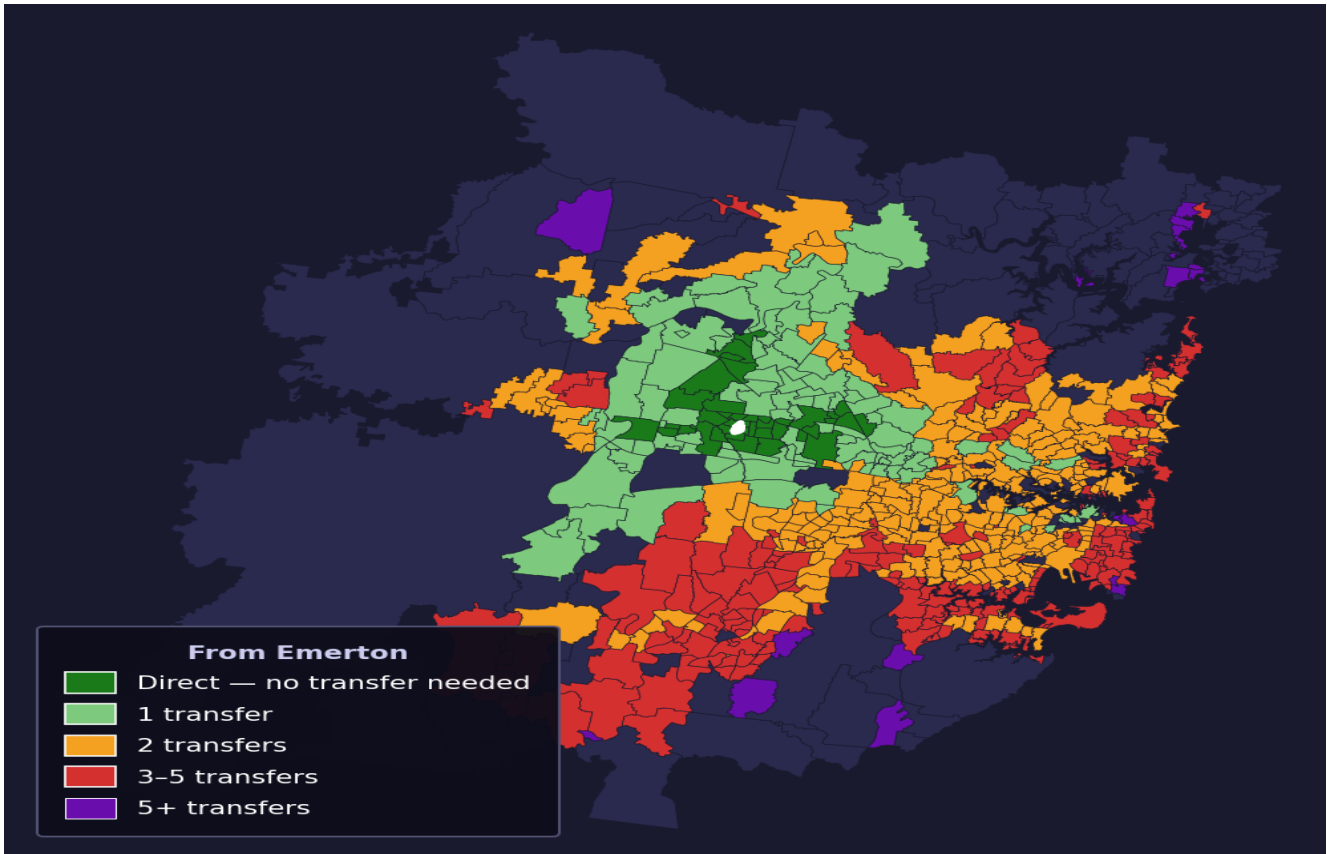 From Emerton
Direct — no transfer needed
1 transfer
2 transfers
3–5 transfers
5+ transfers